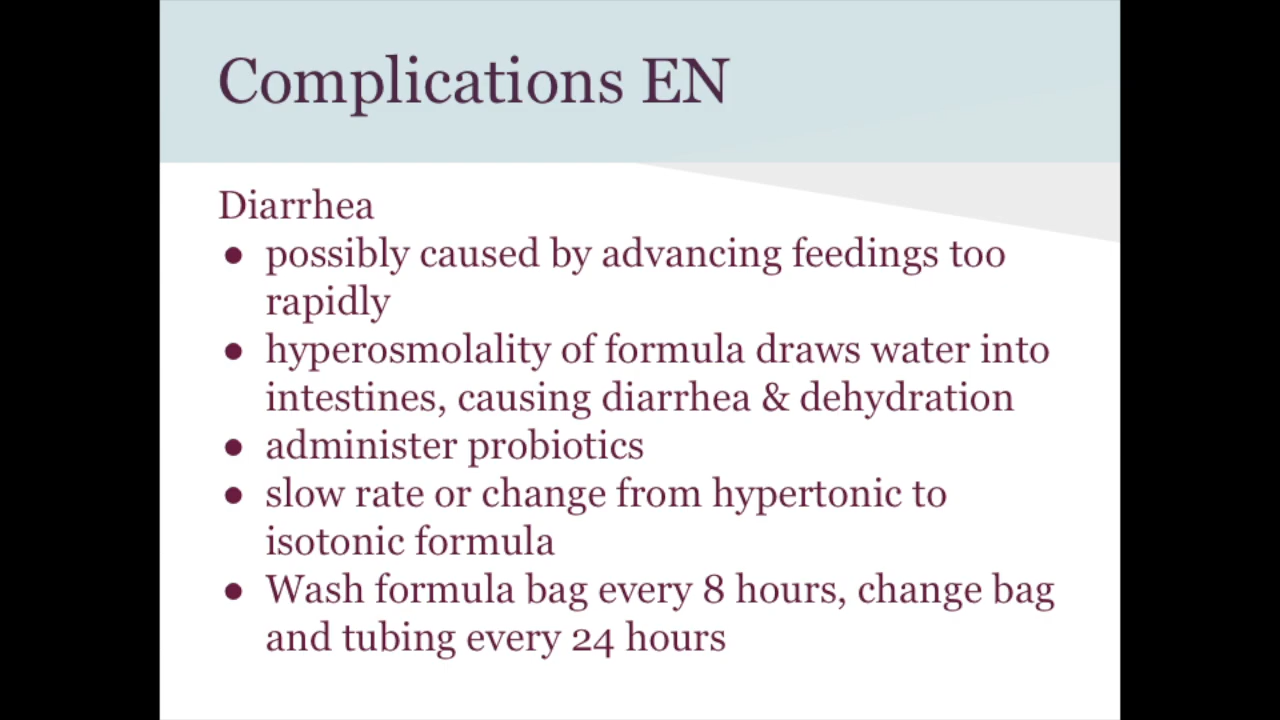 Complications EN
Diarrhea
● possibly caused by advancing feedings too
rapidly
● hyperosmolality of formula draws water into
intestines, causing diarrhea & dehydration
● administer probiotics
● slow rate or change from hypertonic to
isotonic formula
● Wash formula bag every 8 hours, change bag
and tubing every 24 hours